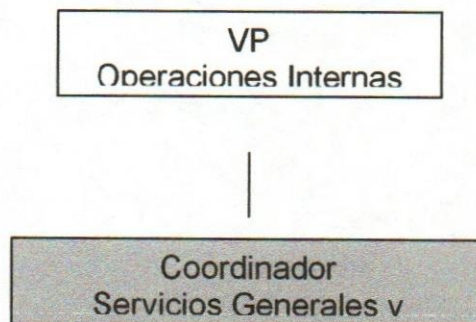 VP
Operaciones Internas
Coordinador
Servicios Generales y